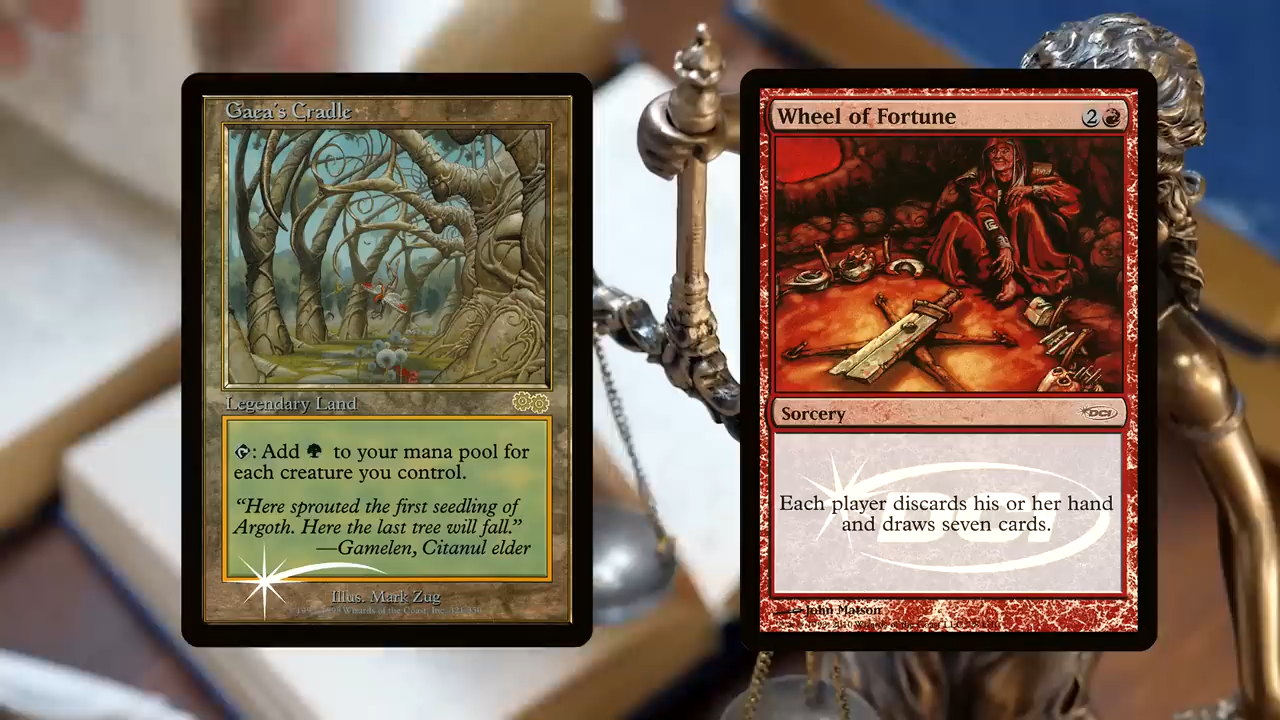 Gaea's Cradle
Legendary Land
: Add to your mana pool for
each creature you control.
“Here sprouted the first seedling of
Argoth. Here the last tree will fall.”
—Gamelen, Citanul elder
Illus. Mark Zug
Wheel of Fortune
2
Sorcery
DCI
Each player discards his or her hand
and draws seven cards.
DCI
John Matson